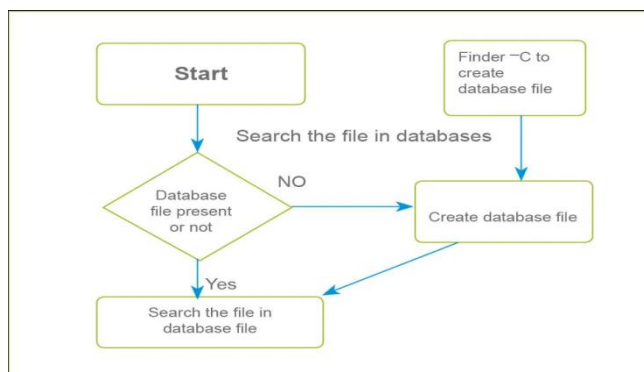 Start
Finder –C to
create
database file
Search the file in databases
Database
file present
or not
NO
Create database file
Yes
Search the file in
database file